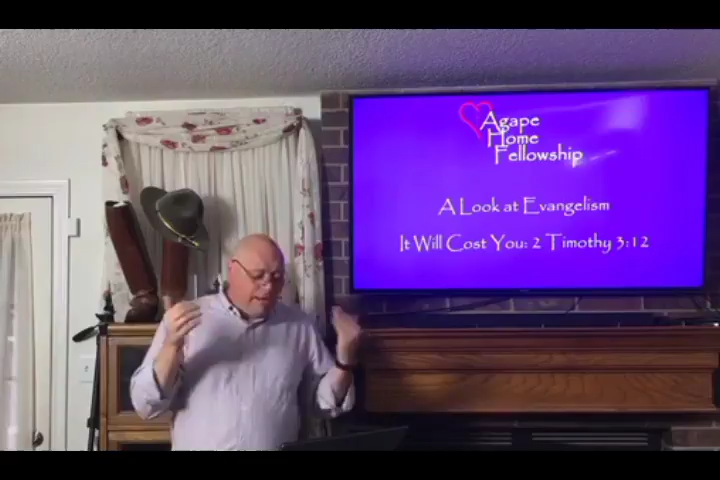 Agape
Home
Fellowship
A Look at Evangelism
It Will Cost You: 2 Timothy 3:12